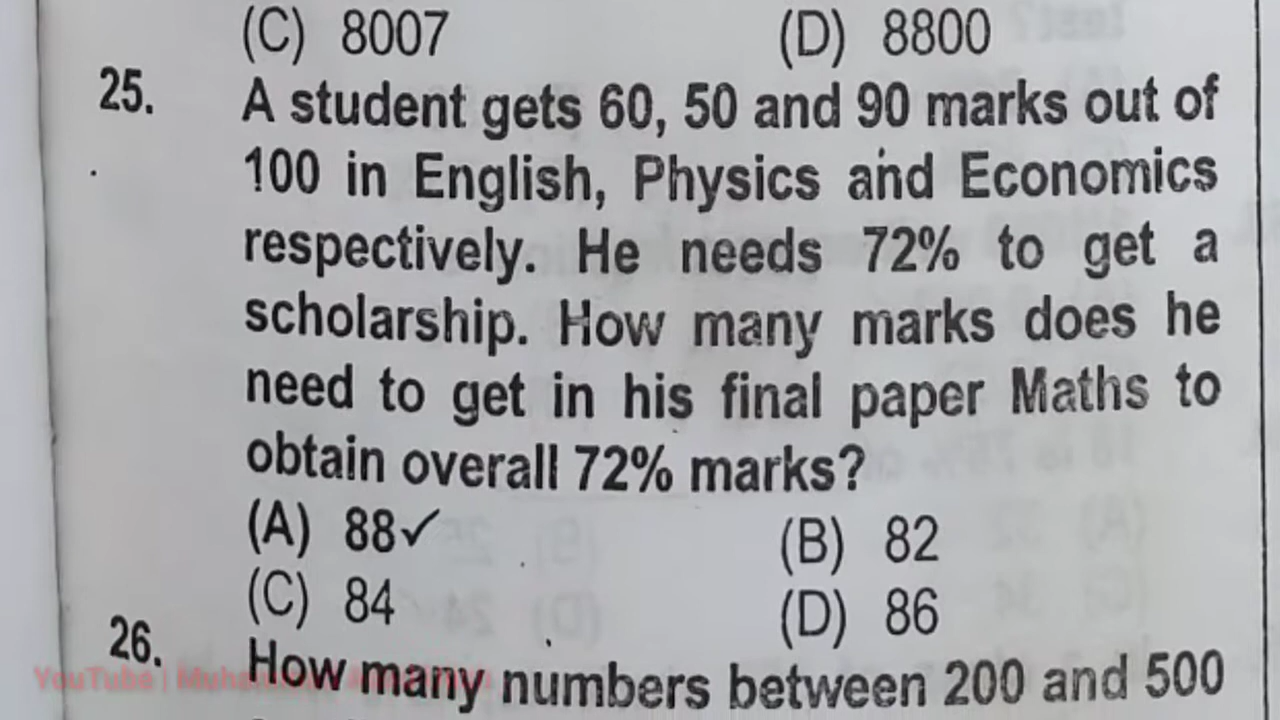 (C) 8007 (D) 8800
25. A student gets 60, 50 and 90 marks out of
100 in English, Physics and Economics
respectively. He needs 72% to get a
scholarship. How many marks does he
need to get in his final paper Maths to
obtain overall 72% marks?
(A) 88✓ (B) 82
(C) 84 (D) 86
26. How many numbers between 200 and 500
YouTube |